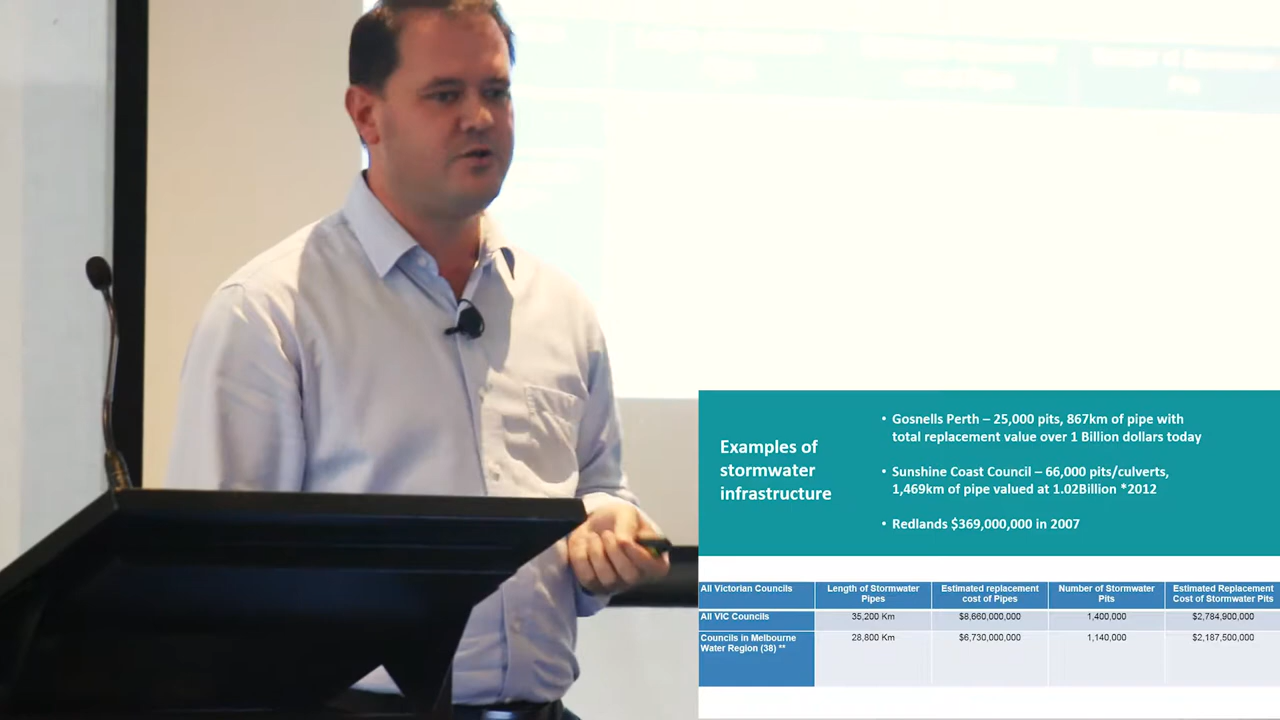 Examples of
stormwater
infrastructure
• Gosnells Perth – 25,000 pits, 867km of pipe with
total replacement value over 1 Billion dollars today
• Sunshine Coast Council – 66,000 pits/culverts,
1,469km of pipe valued at 1.02Billion *2012
• Redlands $369,000,000 in 2007
All Victorian Councils
Length of Stormwater
Pipes
Estimated replacement
cost of Pipes
Number of Stormwater
Pits
Estimated Replacement
Cost of Stormwater Pits
All VIC Councils
35,200 Km
$8,660,000,000
1,400,000
$2,784,900,000
Councils in Melbourne
Water Region (38) **
28,800 Km
$6,730,000,000
1,140,000
$2,187,500,000